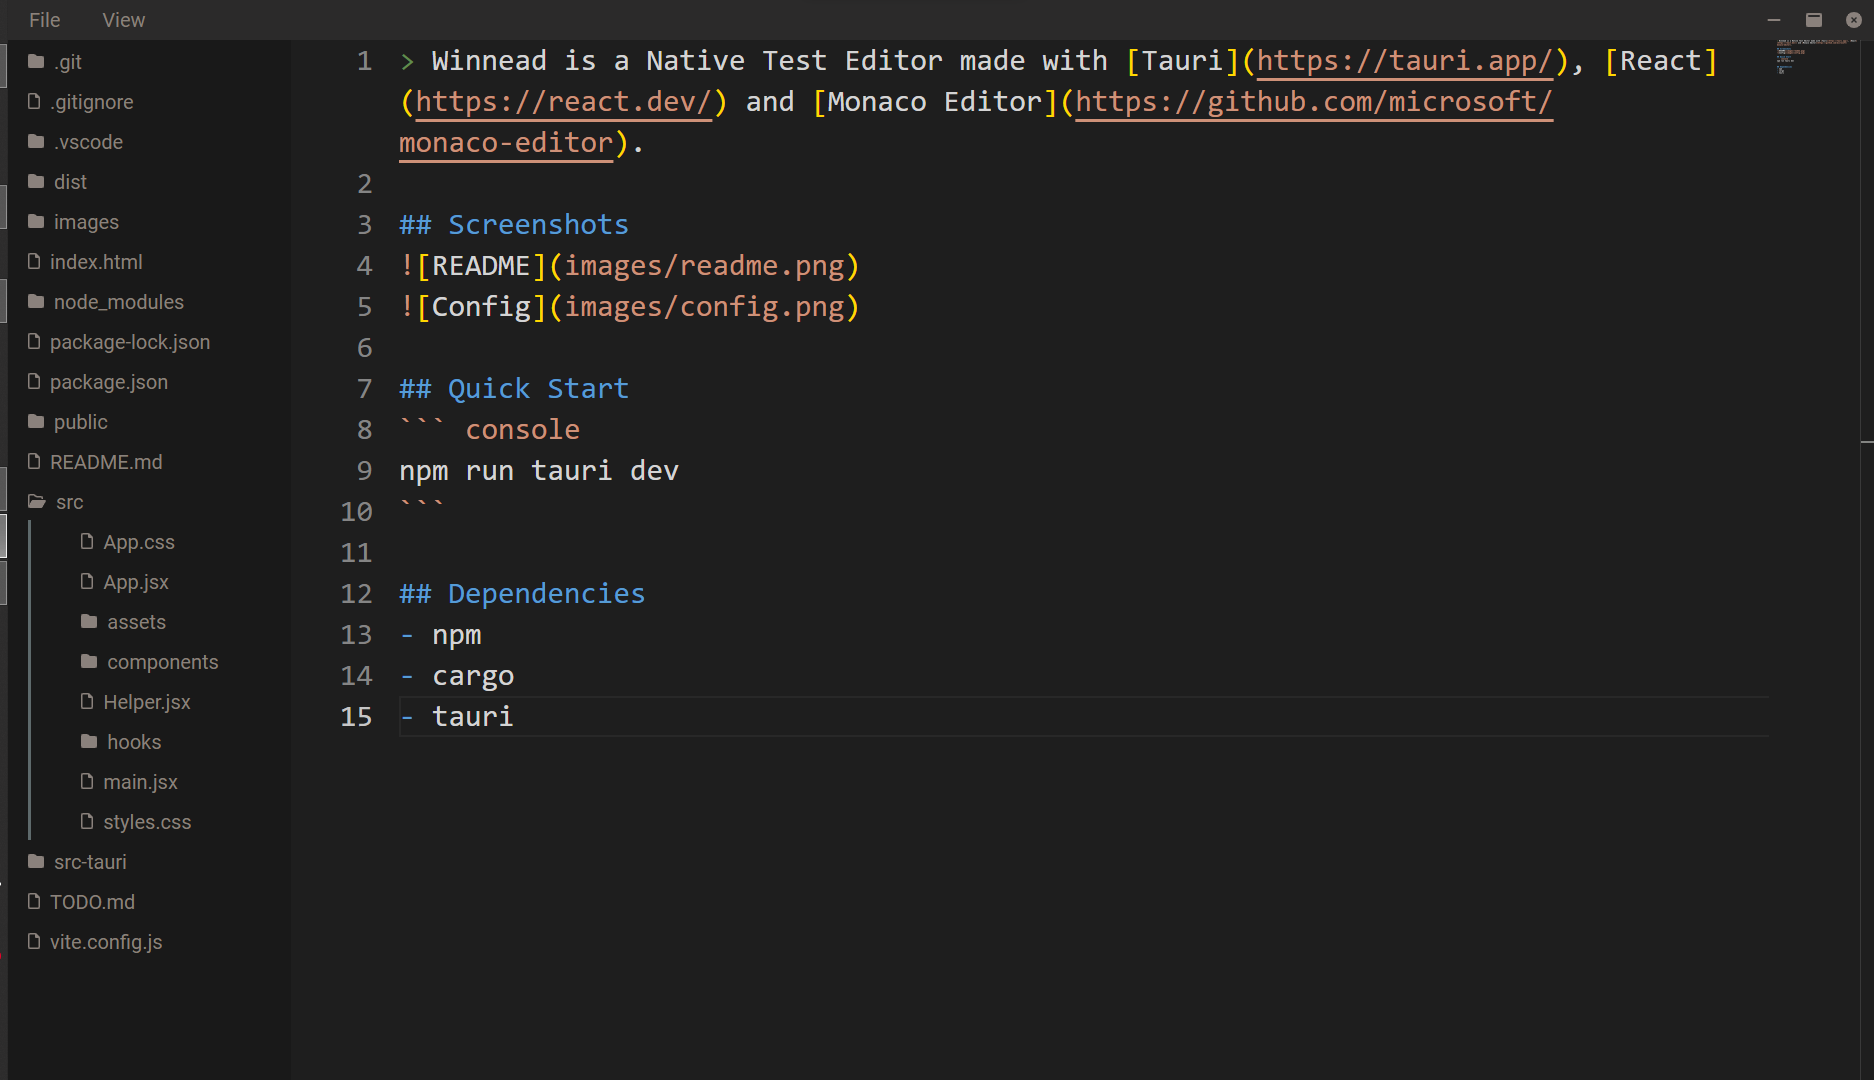 File View
.git
.gitignore
.vscode
dist
images
index.html
node_modules
package-lock.json
package.json
public
README.md
src
App.css
App.jsx
assets
components
Helper.jsx
hooks
main.jsx
styles.css
src-tauri
TODO.md
vite.config.js
1 > Winnead is a Native Test Editor made with [Tauri](https://tauri.app/), [React]
(https://react.dev/) and [Monaco Editor](https://github.com/microsoft/
monaco-editor).
2
3 ## Screenshots
4 ![README](images/readme.png)
5 ![Config](images/config.png)
6
7 ## Quick Start
8 ``` console
9 npm run tauri dev
10 ```
11
12 ## Dependencies
13 - npm
14 - cargo
15 - tauri